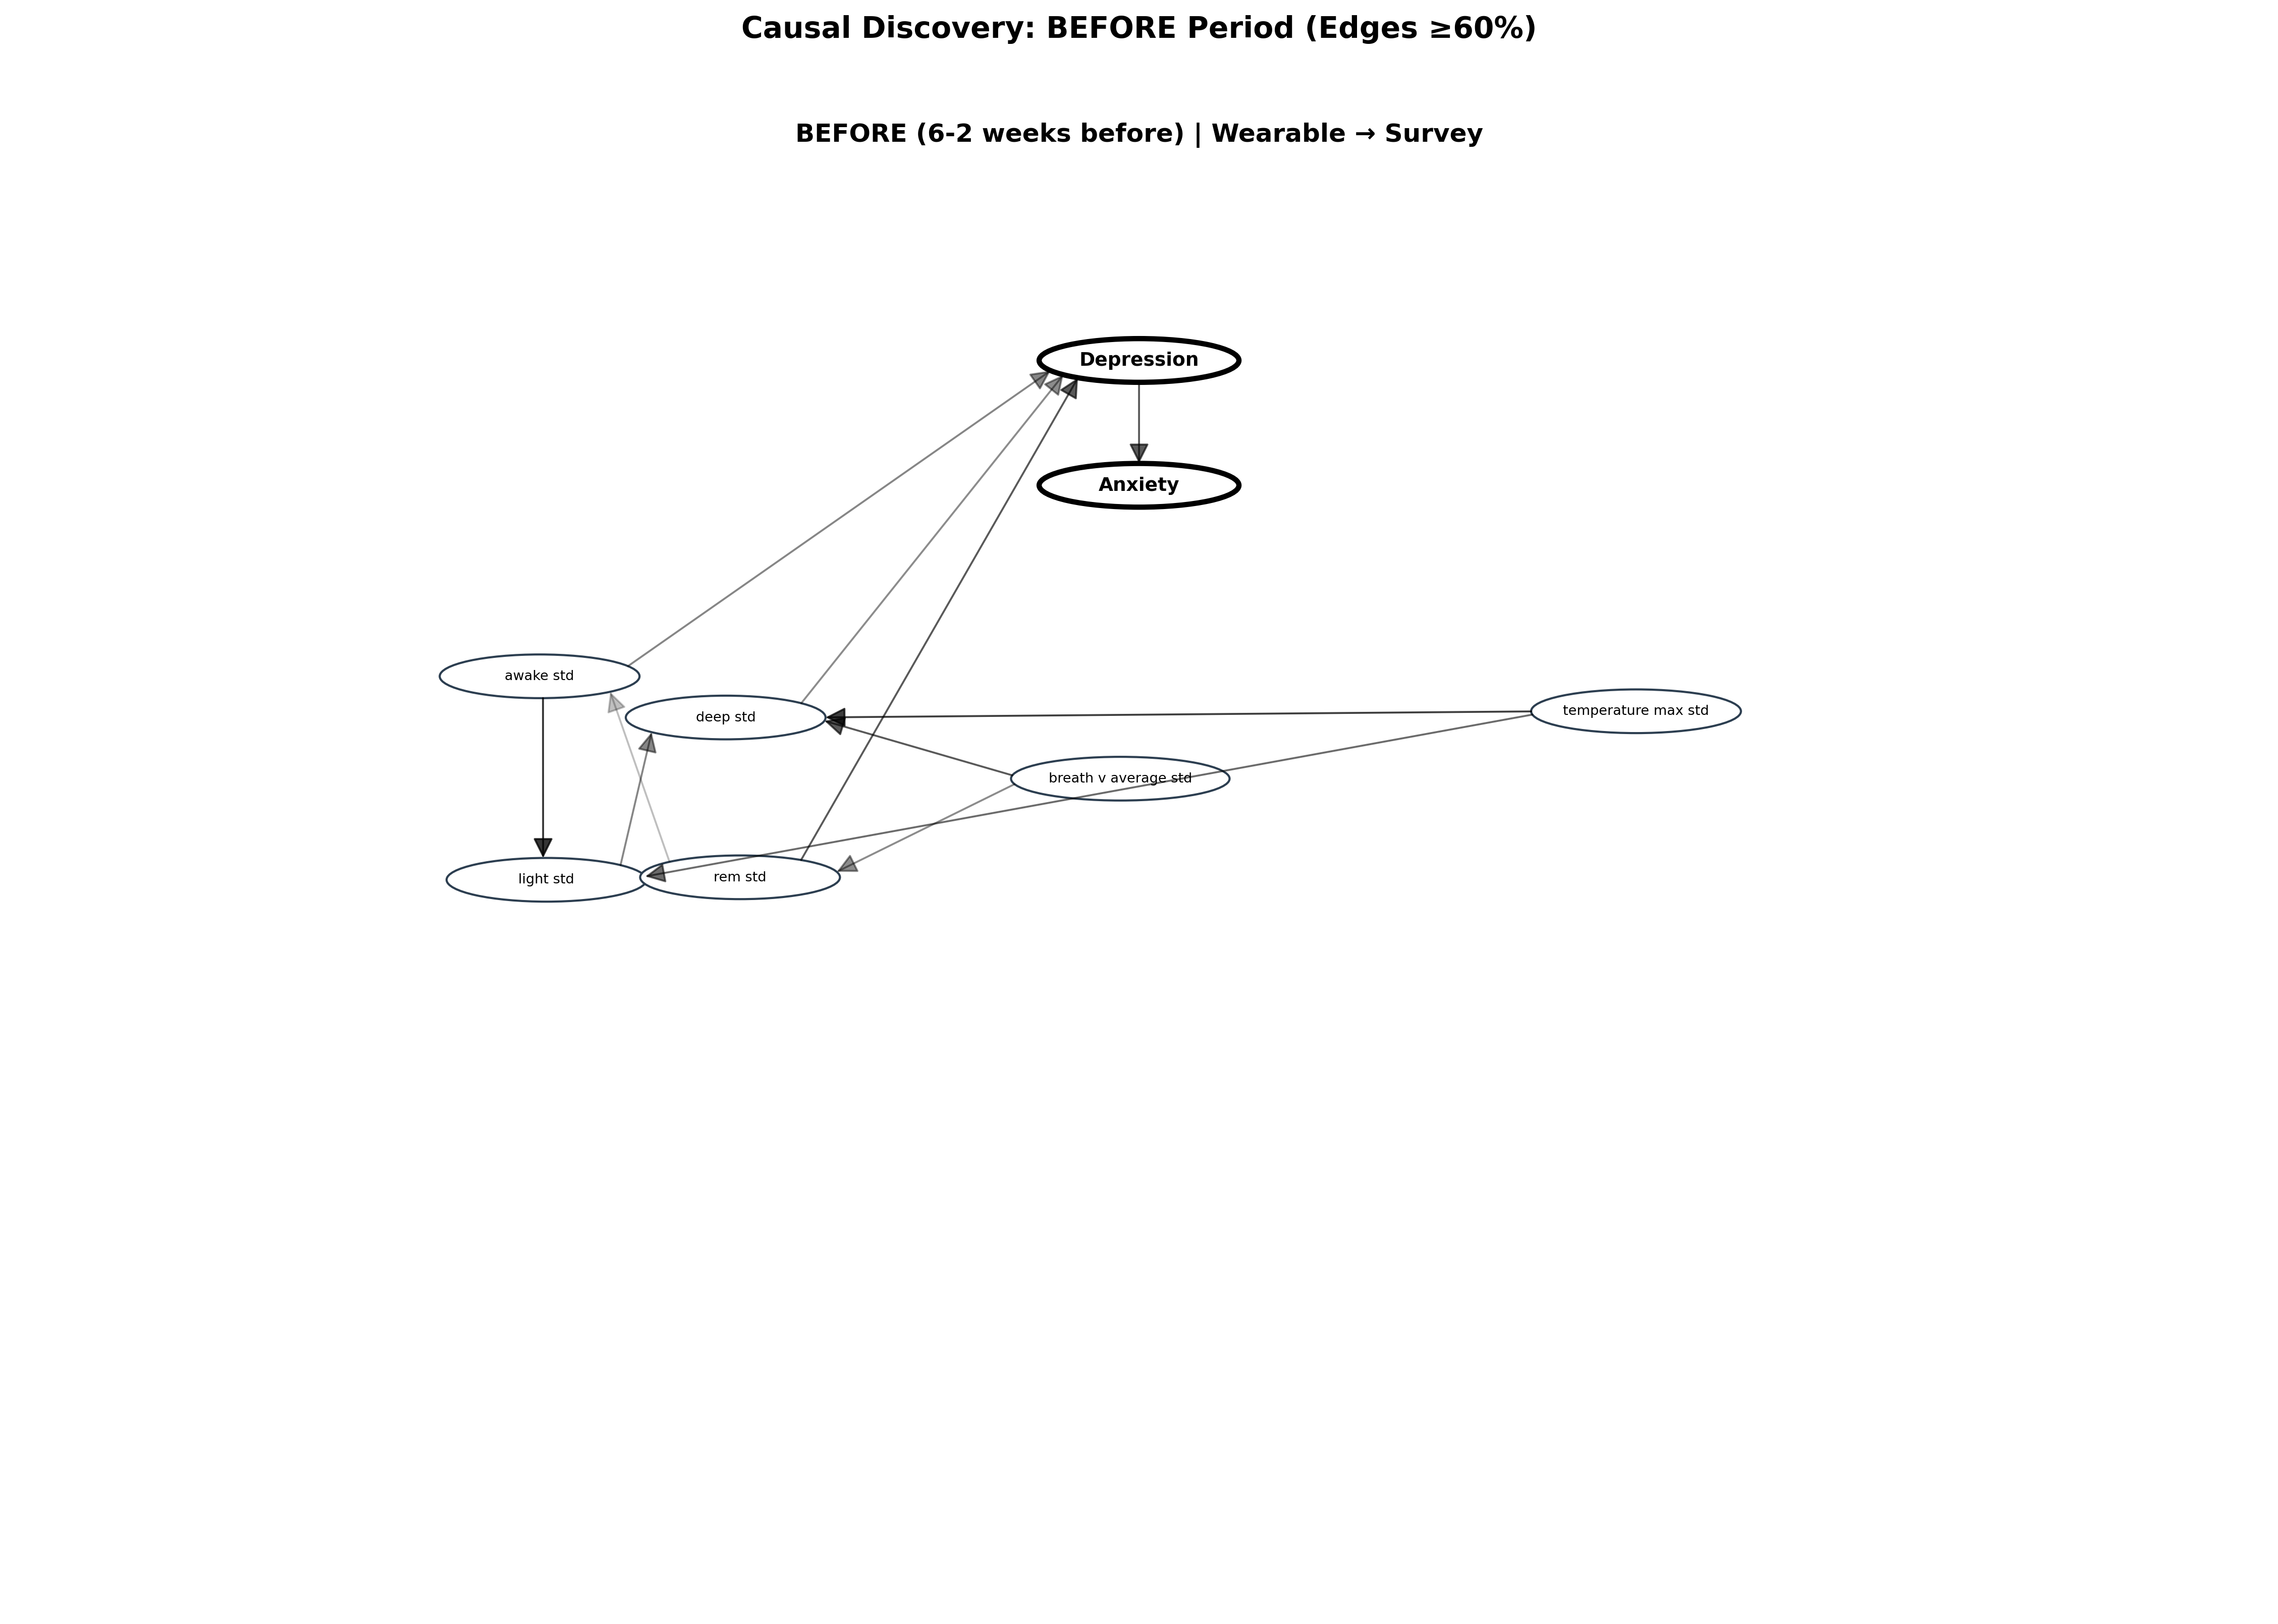 Causal Discovery: BEFORE Period (Edges ≥60%)
BEFORE (6-2 weeks before) | Wearable → Survey
Depression
Anxiety
awake std
deep std
temperature max std
breath v average std
light std
rem std